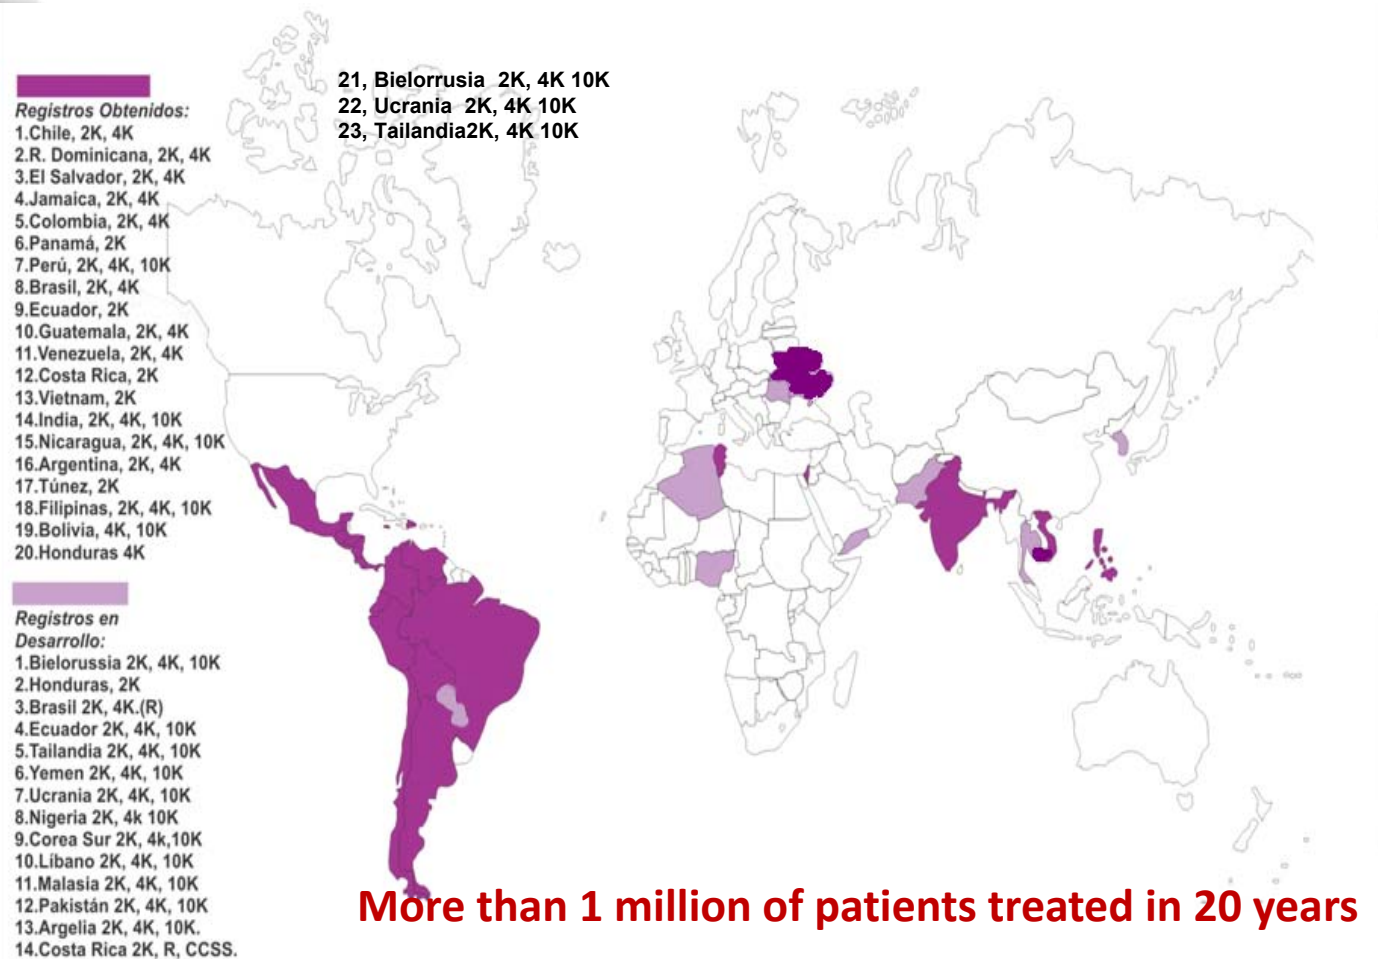 Registros Obtenidos:
1.Chile, 2K, 4K
2.R. Dominicana, 2K, 4K
3.El Salvador, 2K, 4K
4.Jamaica, 2K, 4K
5.Colombia, 2K, 4K
6.Panamá, 2K
7.Perú, 2K, 4K, 10K
8.Brasil, 2K, 4K
9.Ecuador, 2K
10.Guatemala, 2K, 4K
11.Venezuela, 2K, 4K
12.Costa Rica, 2K
13.Vietnam, 2K
14.India, 2K, 4K, 10K
15.Nicaragua, 2K, 4K, 10K
16.Argentina, 2K, 4K
17.Túnez, 2K
18.Filipinas, 2K, 4K, 10K
19.Bolivia, 4K, 10K
20.Honduras 4K
21, Bielorrusia 2K, 4K 10K
22, Ucrania 2K, 4K 10K
23, Tailandia2K, 4K 10K
Registros en
Desarrollo:
1.Bielorussia 2K, 4K, 10K
2.Honduras, 2K
3.Brasil 2K, 4K.(R)
4.Ecuador 2K, 4K, 10K
5.Tailandia 2K, 4K, 10K
6.Yemen 2K, 4K, 10K
7.Ucrania 2K, 4K, 10K
8.Nigeria 2K, 4k 10K
9.Corea Sur 2K, 4k,10K
10.Líbano 2K, 4K, 10K
11.Malasia 2K, 4K, 10K
12.Pakistán 2K, 4K, 10K
13.Argelia 2K, 4K, 10K.
14.Costa Rica 2K, R, CCSS.
More than 1 million of patients treated in 20 years